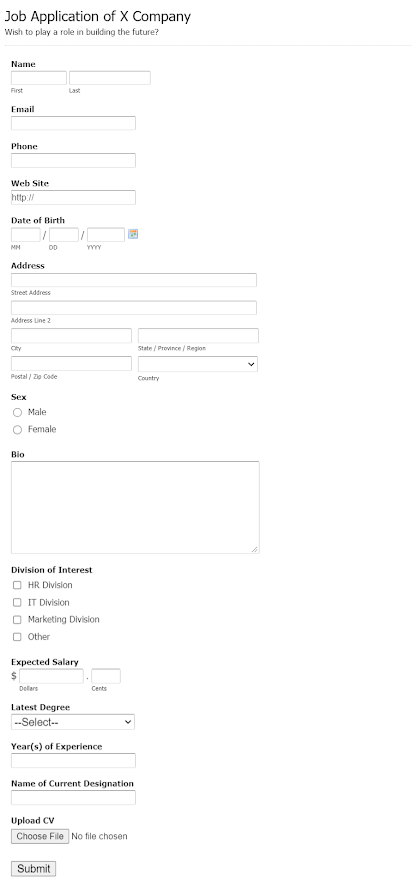 Job Application of X Company
Wish to play a role in building the future?
Name
First Last
Email
Phone
Web Site
http://
Date of Birth
/ /
MM DD YYYY
Address
Street Address
Address Line 2
City State / Province / Region
Postal / Zip Code Country
Sex
Male
Female
Bio
Division of Interest
HR Division
IT Division
Marketing Division
Other
Expected Salary
$ .
Dollars Cents
Latest Degree
--Select--
Year(s) of Experience
Name of Current Designation
Upload CV
Choose File No file chosen
Submit